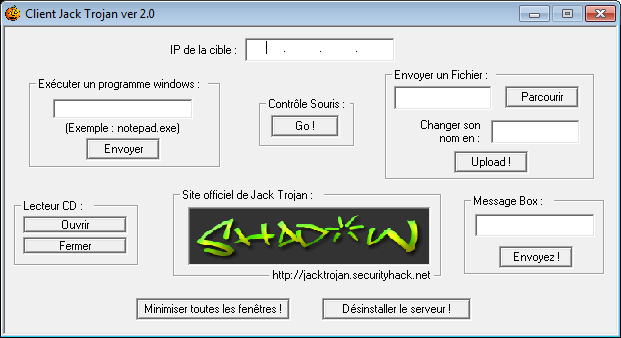 Client Jack Trojan ver 2.0
IP de la cible :
. . .
Exécuter un programme windows :
(Exemple : notepad.exe)
Envoyer
Contrôle Souris :
Go !
Envoyer un Fichier :
Parcourir
Changer son
nom en :
Upload !
Lecteur CD :
Ouvrir
Fermer
Site officiel de Jack Trojan :
SHADOW
http://jacktrojan.securityhack.net
Message Box :
Envoyez !
Minimiser toutes les fenêtres !
Désinstaller le serveur !